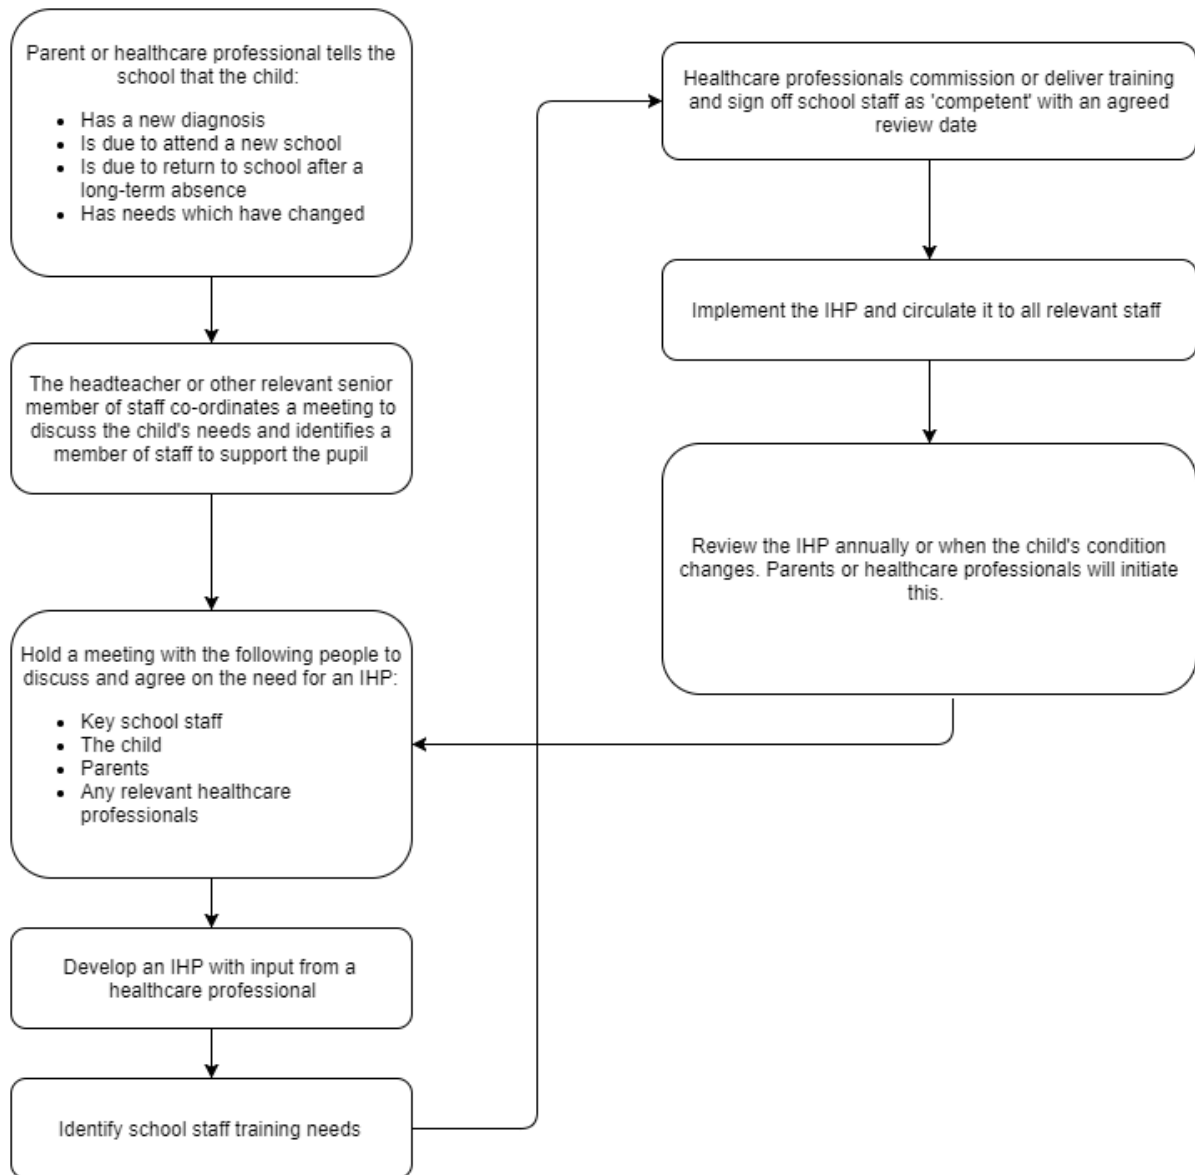 Parent or healthcare professional tells the
school that the child:
• Has a new diagnosis
• Is due to attend a new school
• Is due to return to school after a
long-term absence
• Has needs which have changed
The headteacher or other relevant senior
member of staff co-ordinates a meeting to
discuss the child's needs and identifies a
member of staff to support the pupil
Hold a meeting with the following people to
discuss and agree on the need for an IHP:
• Key school staff
• The child
• Parents
• Any relevant healthcare
professionals
Develop an IHP with input from a
healthcare professional
Identify school staff training needs
Healthcare professionals commission or deliver training
and sign off school staff as 'competent' with an agreed
review date
Implement the IHP and circulate it to all relevant staff
Review the IHP annually or when the child's condition
changes. Parents or healthcare professionals will initiate
this.